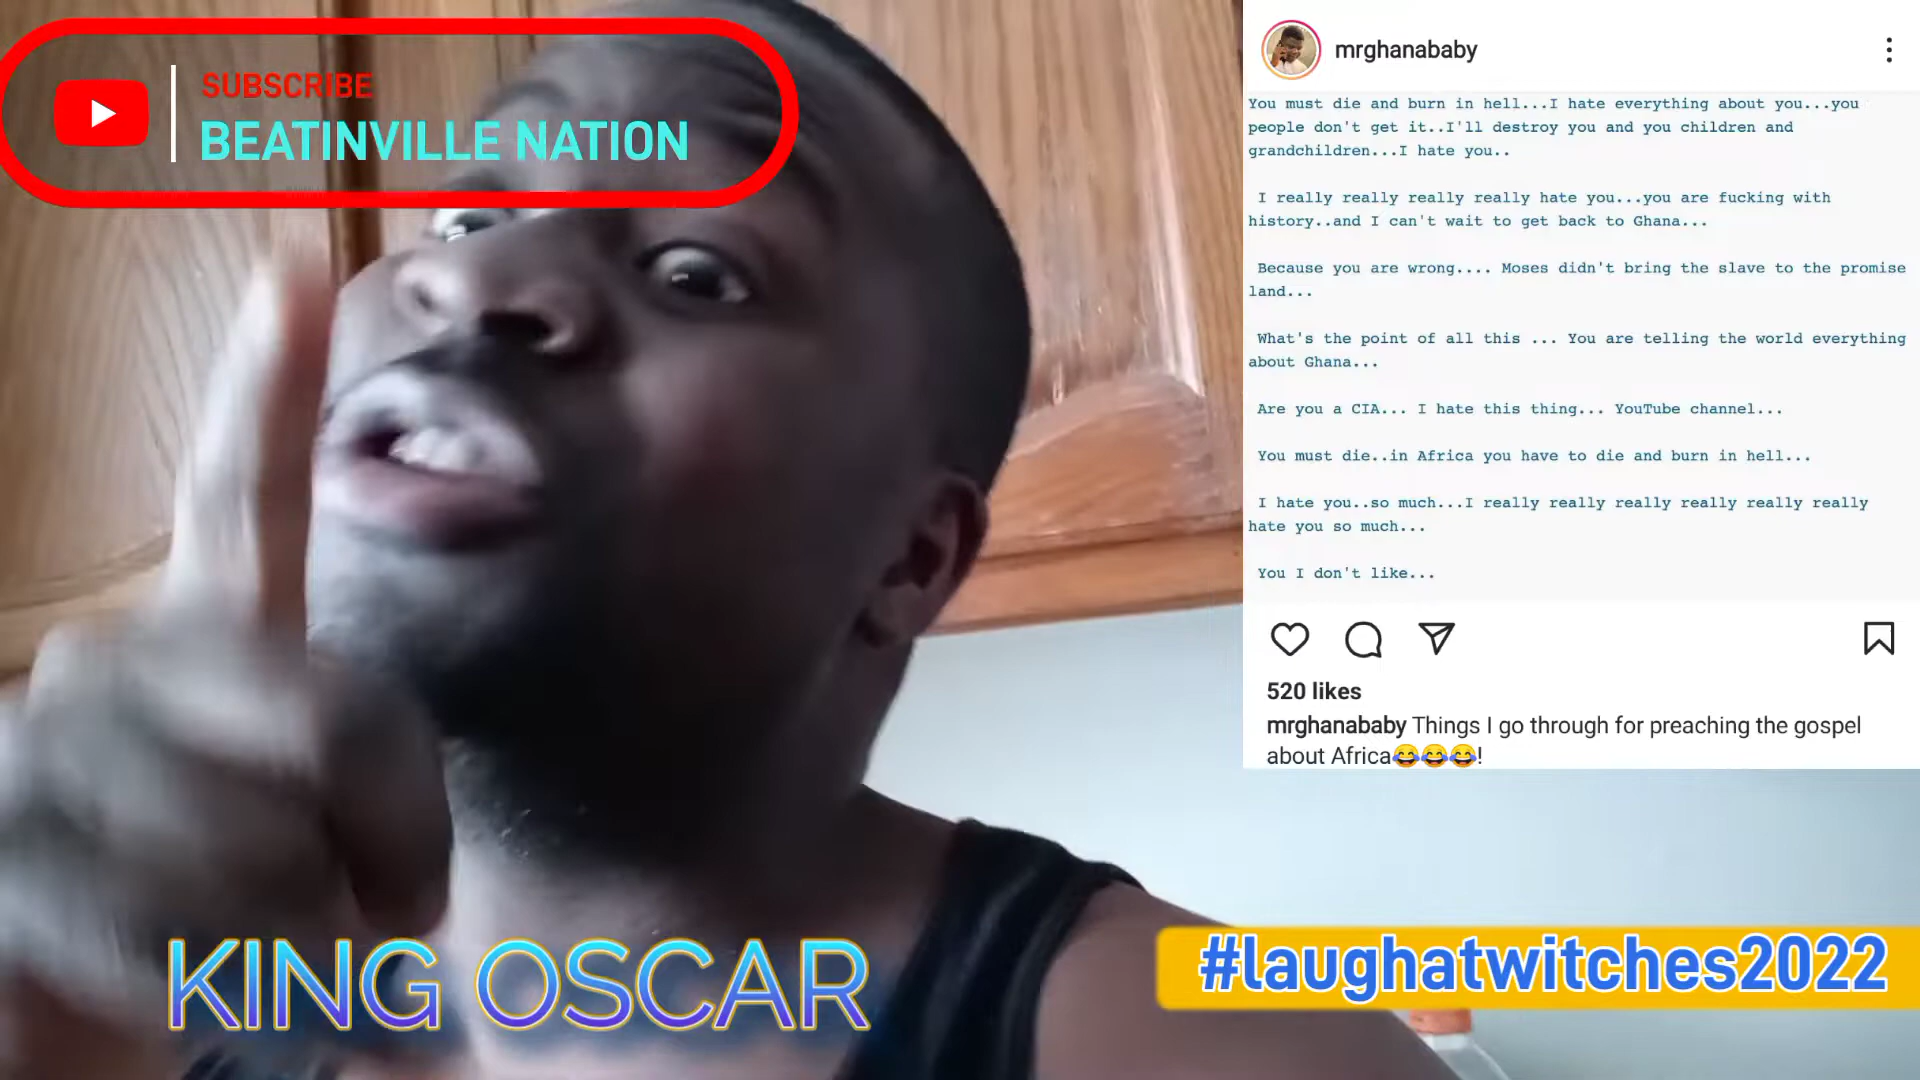 SUBSCRIBE
BEATINVILLE NATION
mrghanababy
You must die and burn in hell...I hate everything about you...you
people don't get it..I'll destroy you and you children and
grandchildren...I hate you..
I really really really really hate you...you are fucking with
history..and I can't wait to get back to Ghana...
Because you are wrong.... Moses didn't bring the slave to the promise
land...
What's the point of all this ... You are telling the world everything
about Ghana...
Are you a CIA... I hate this thing... YouTube channel...
You must die..in Africa you have to die and burn in hell...
I hate you..so much...I really really really really really really
hate you so much...
You I don't like...
520 likes
mrghanababy Things I go through for preaching the gospel
about Africa😂😂😂!
KING OSCAR
#laughatwitches2022